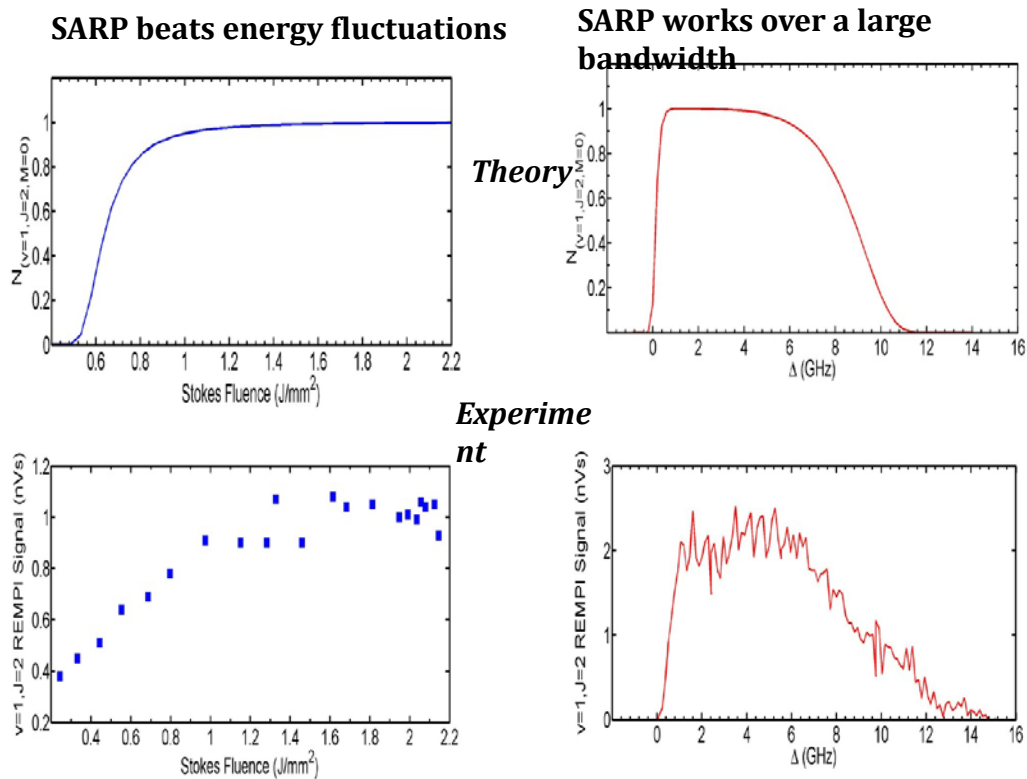 SARP beats energy fluctuations
SARP works over a large
bandwidth
Theory
N(v=1,J=2,M=0)
1
0.8
0.6
0.4
0.2
0
0.6 0.8 1 1.2 1.4 1.6 1.8 2 2.2
Stokes Fluence (J/mm²)
N(v=1,J=2,M=0)
1
0.8
0.6
0.4
0.2
0 2 4 6 8 10 12 14 16
Δ (GHz)
Experime
nt
v=1,J=2 REMPI Signal (nVs)
1.2
1
0.8
0.6
0.4
0.2
0.4 0.6 0.8 1 1.2 1.4 1.6 1.8 2 2.2
Stokes Fluence (J/mm²)
v=1,J=2 REMPI Signal (nVs)
3
2
1
0
0 2 4 6 8 10 12 14 16
Δ (GHz)